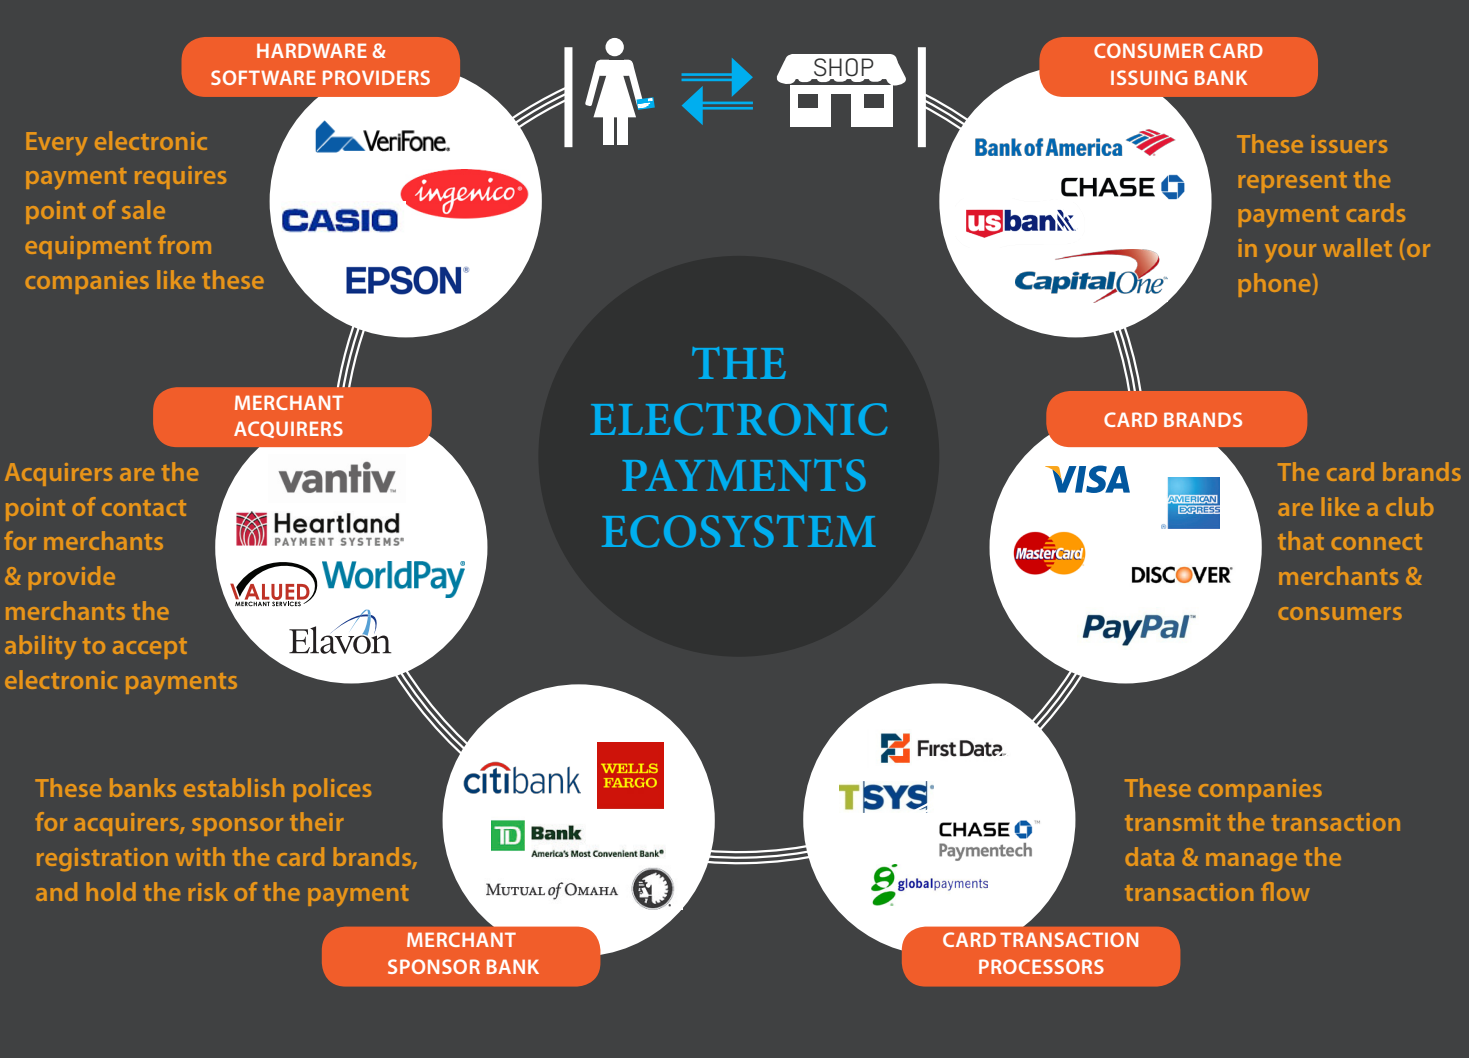 HARDWARE &
SOFTWARE PROVIDERS
Every electronic
payment requires
point of sale
equipment from
companies like these
VeriFone.
ingenico®
CASIO
EPSON®
SHOP
CONSUMER CARD
ISSUING BANK
Bank of America
CHASE
usbank
Capital One
These issuers
represent the
payment cards
in your wallet (or
phone)
THE
ELECTRONIC
PAYMENTS
ECOSYSTEM
MERCHANT
ACQUIRERS
Acquirers are the
point of contact
for merchants
& provide
merchants the
ability to accept
electronic payments
vantiv™
Heartland
PAYMENT SYSTEMS®
VALUED
MERCHANT SERVICES
WorldPay
Elavon
CARD BRANDS
VISA
AMERICAN
EXPRESS
®
MasterCard
DISCOVER®
PayPal™
The card brands
are like a club
that connect
merchants &
consumers
These banks establish polices
for acquirers, sponsor their
registration with the card brands,
and hold the risk of the payment
citibank
WELLS
FARGO
TD Bank
America's Most Convenient Bank®
MUTUAL of OMAHA
MERCHANT
SPONSOR BANK
First Data.
TSYS®
CHASE ™
Paymentech
globalpayments
CARD TRANSACTION
PROCESSORS
These companies
transmit the transaction
data & manage the
transaction flow